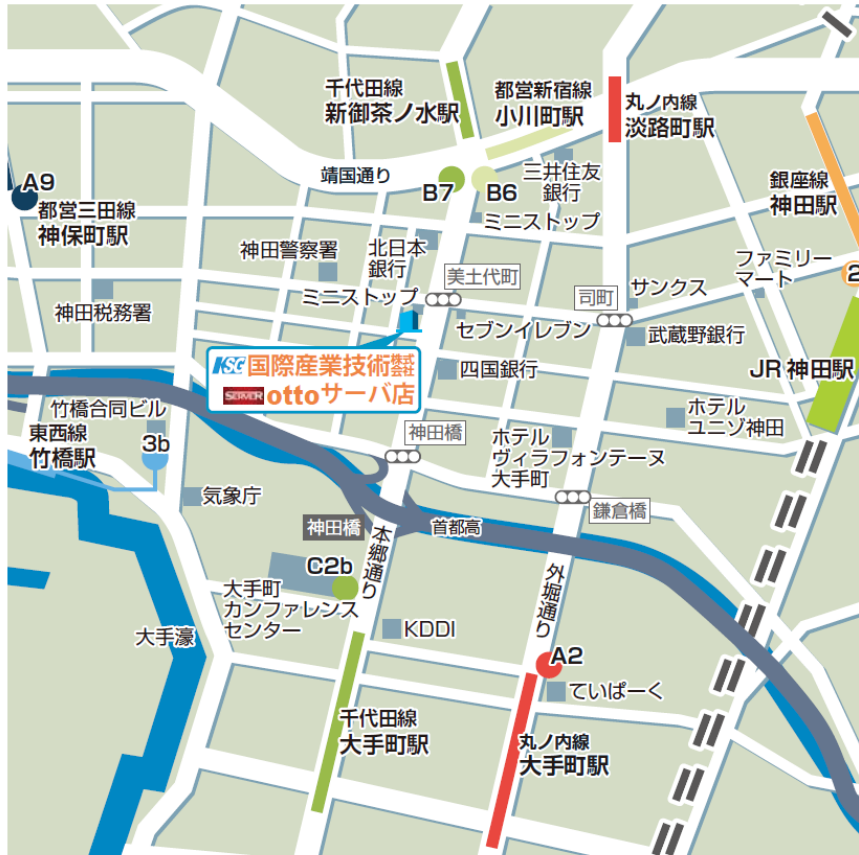 千代田線
新御茶ノ水駅
都営新宿線
小川町駅
丸ノ内線
淡路町駅
靖国通り
B7
B6
三井住友
銀行
銀座線
神田駅
A9
都営三田線
神保町駅
ミニストップ
神田警察署
北日本
銀行
美土代町
ファミリー
マート
2
ミニストップ
司町
サンクス
神田税務署
セブンイレブン
武蔵野銀行
KSG 国際産業技術株式会社
SERVER ottoサーバ店
四国銀行
JR 神田駅
竹橋合同ビル
東西線
竹橋駅
3b
神田橋
ホテル
ヴィラフォンテーヌ
大手町
ホテル
ユニゾ神田
気象庁
神田橋
首都高
鎌倉橋
本郷通り
外堀通り
C2b
大手町
カンファレンス
センター
大手濠
KDDI
A2
ていぱーく
千代田線
大手町駅
丸ノ内線
大手町駅